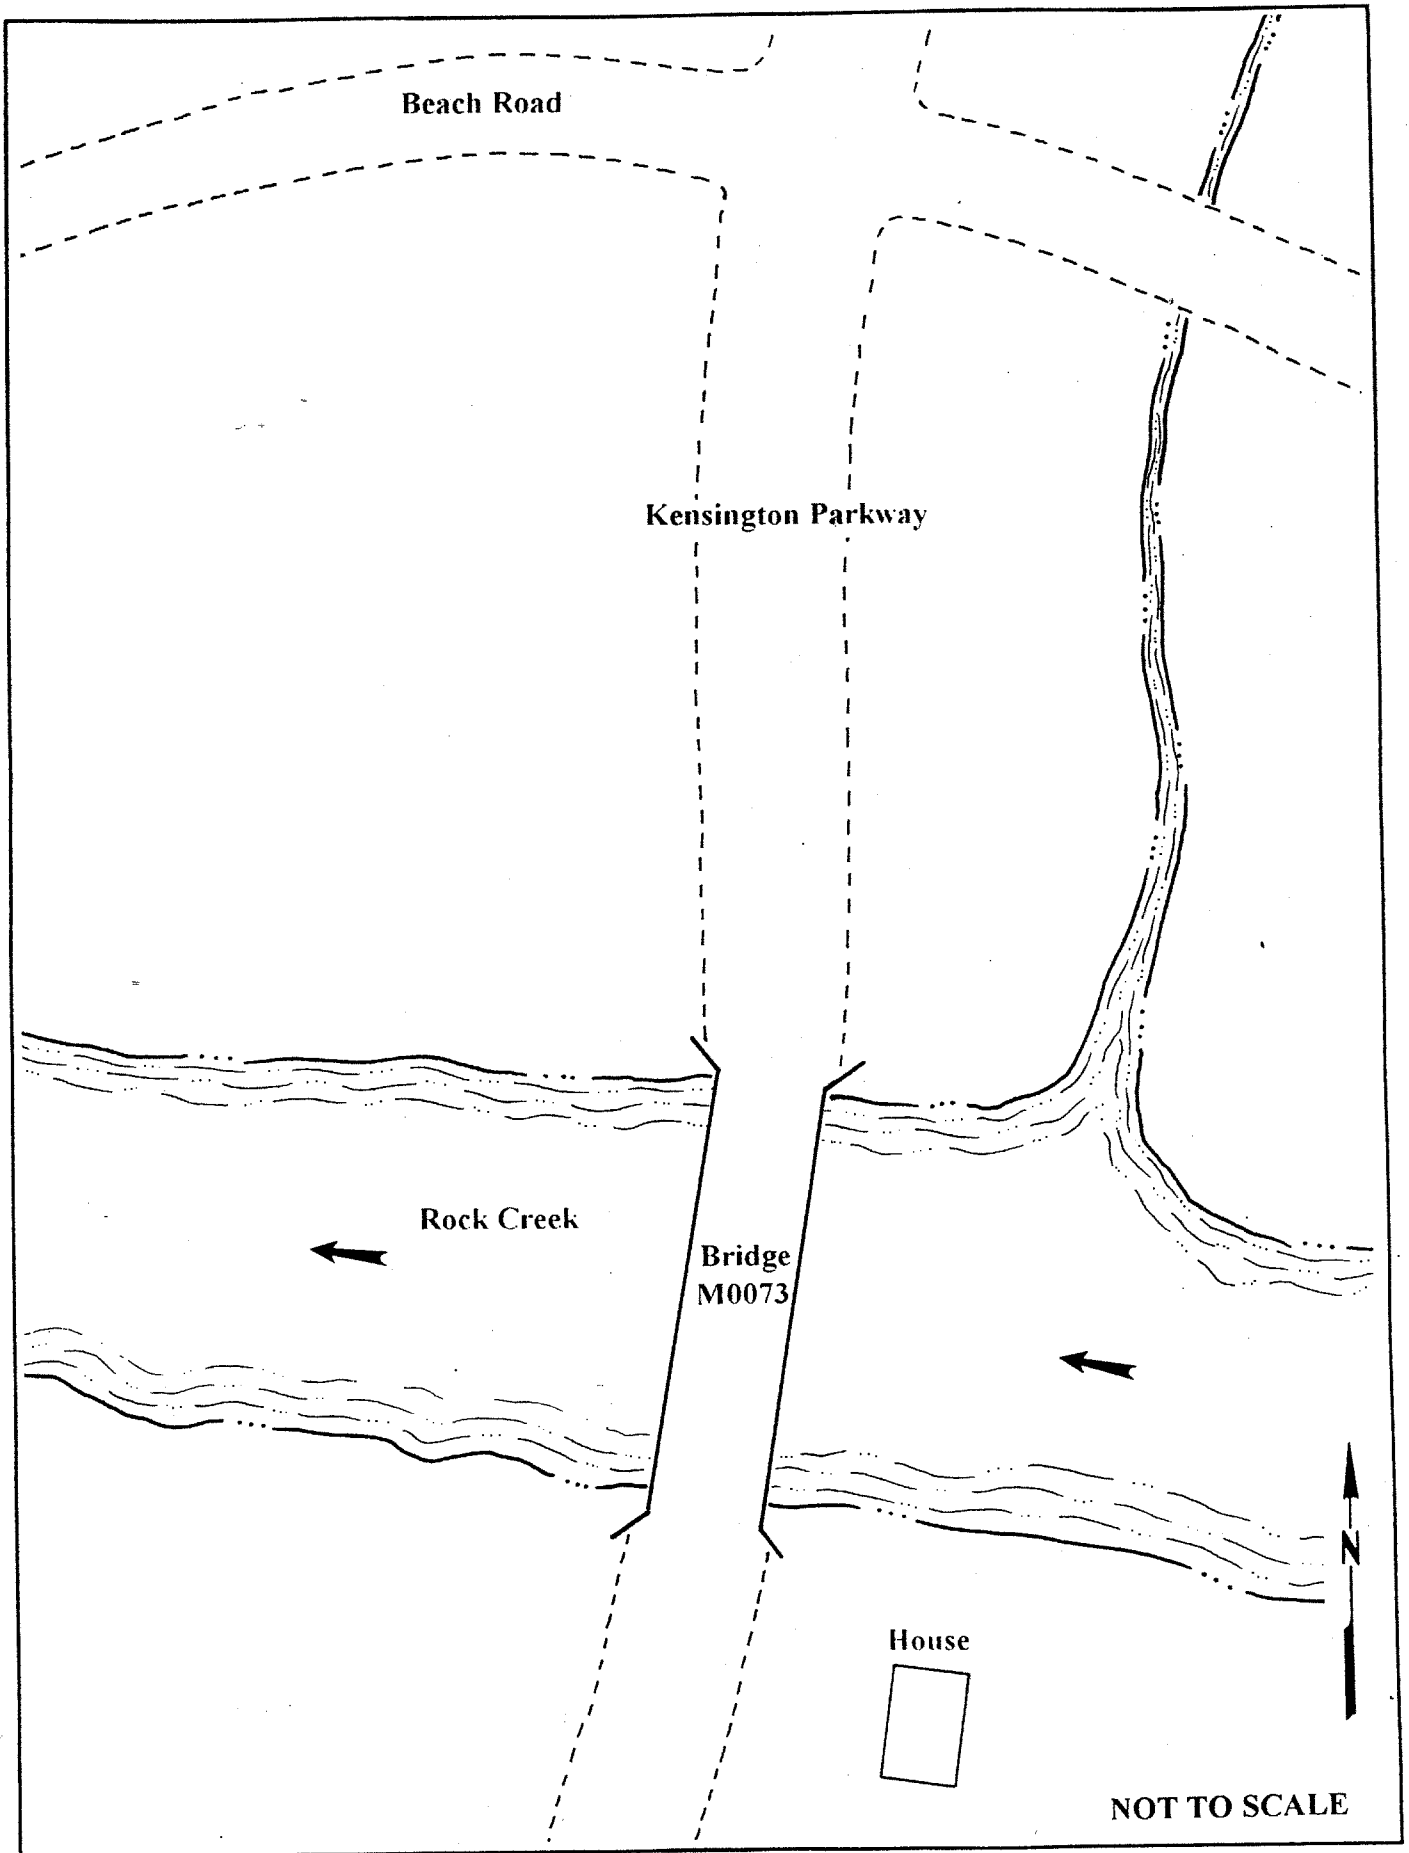 Beach Road
Kensington Parkway
Rock Creek
Bridge
M0073
N
House
NOT TO SCALE